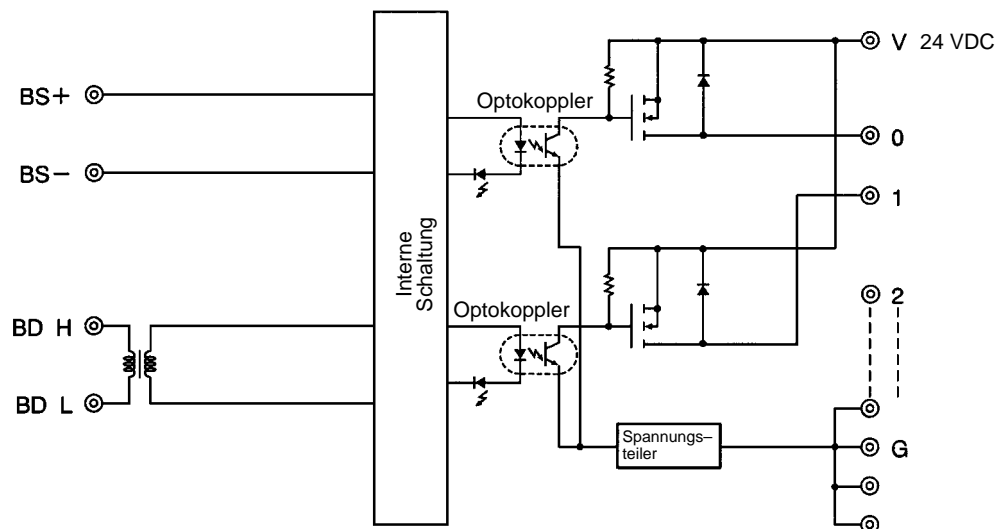 V 24 VDC
BS+
Optokoppler
0
BS−
1
Interne
Schaltung
2
Optokoppler
BD H
BD L
Spannungs–
teiler
G